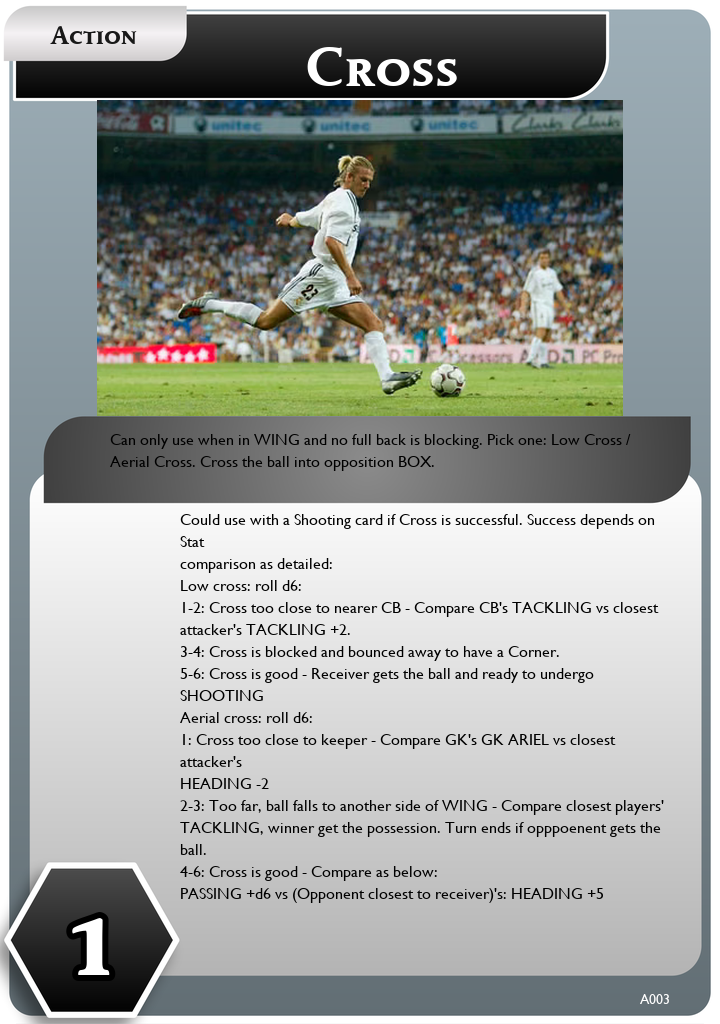 Action
Cross
Coca-Cola
unitec
unitec
unitec
Clarks Clarks
23
Can only use when in WING and no full back is blocking. Pick one: Low Cross /
Aerial Cross. Cross the ball into opposition BOX.
Could use with a Shooting card if Cross is successful. Success depends on
Stat
comparison as detailed:
Low cross: roll d6:
1-2: Cross too close to nearer CB - Compare CB's TACKLING vs closest
attacker's TACKLING +2.
3-4: Cross is blocked and bounced away to have a Corner.
5-6: Cross is good - Receiver gets the ball and ready to undergo
SHOOTING
Aerial cross: roll d6:
1: Cross too close to keeper - Compare GK's GK ARIEL vs closest
attacker's
HEADING -2
2-3: Too far, ball falls to another side of WING - Compare closest players'
TACKLING, winner get the possession. Turn ends if opppoenent gets the
ball.
4-6: Cross is good - Compare as below:
PASSING +d6 vs (Opponent closest to receiver)'s: HEADING +5
1
A003